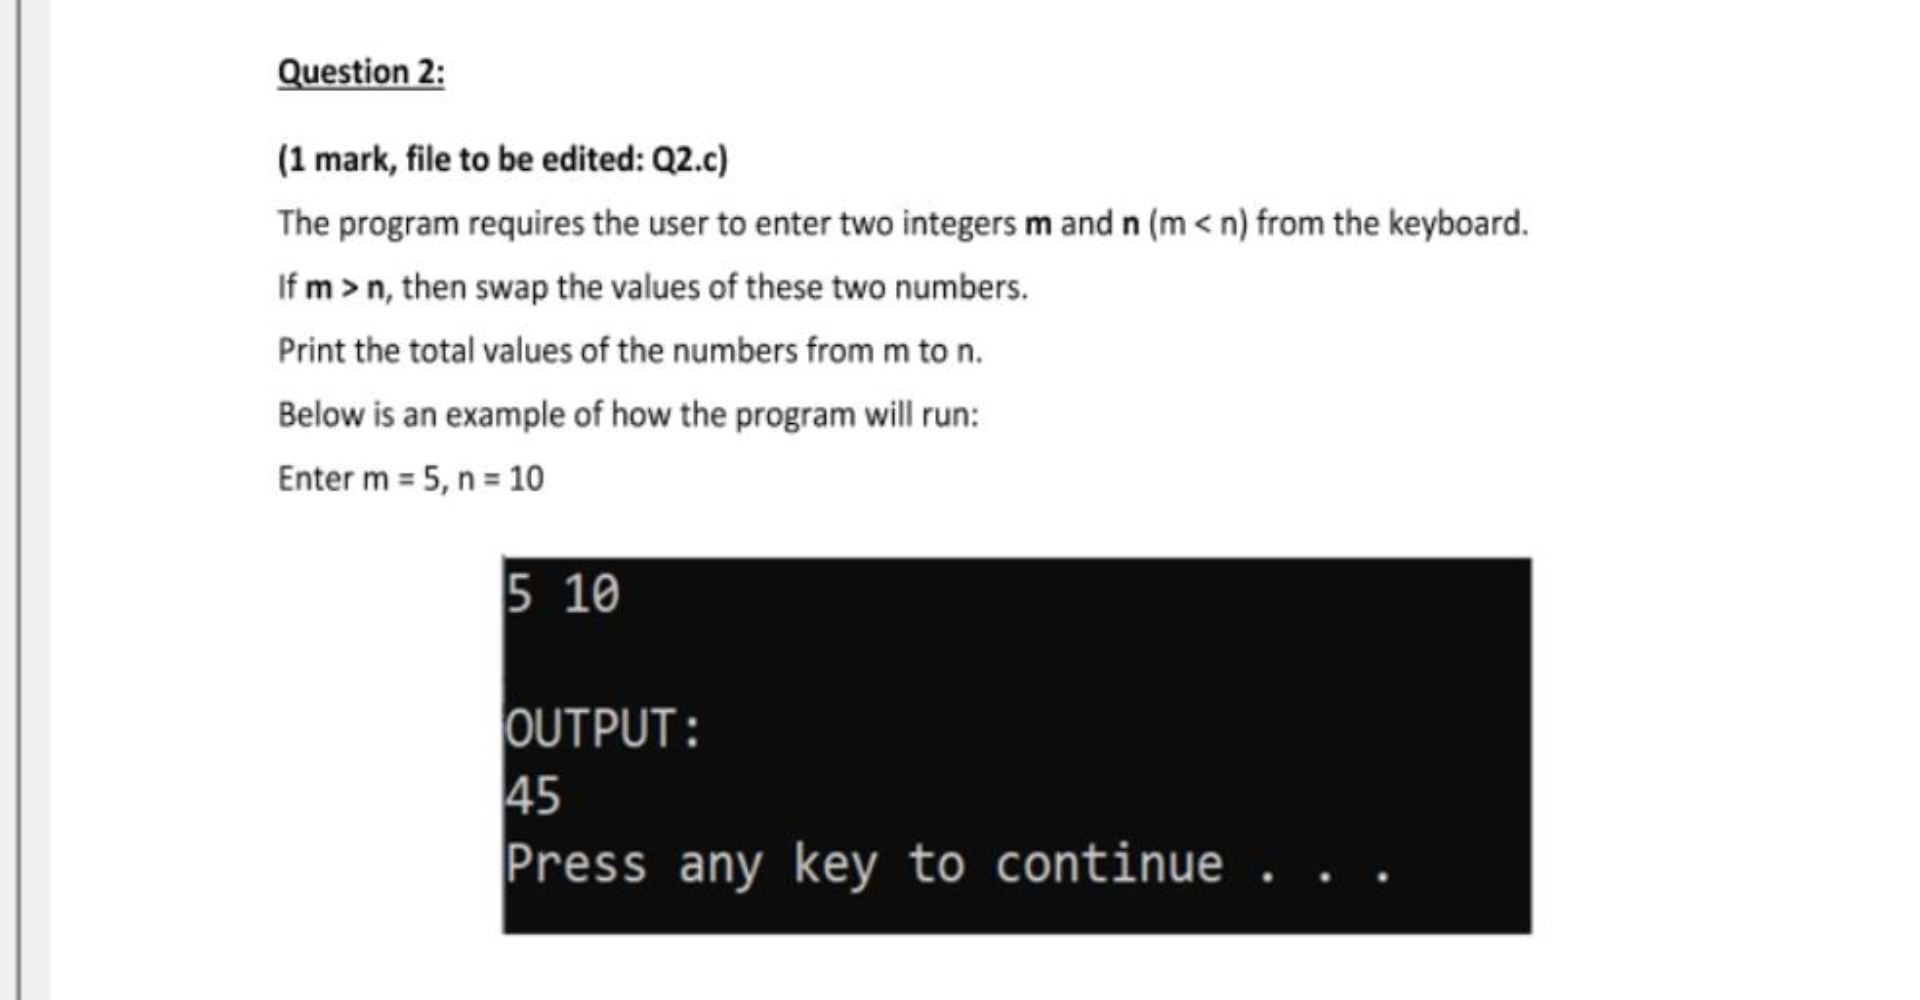 Question 2:
(1 mark, file to be edited: Q2.c)
The program requires the user to enter two integers m and n (m < n) from the keyboard.
If m > n, then swap the values of these two numbers.
Print the total values of the numbers from m to n.
Below is an example of how the program will run:
Enter m = 5, n = 10
5 10
OUTPUT:
45
Press any key to continue . . .